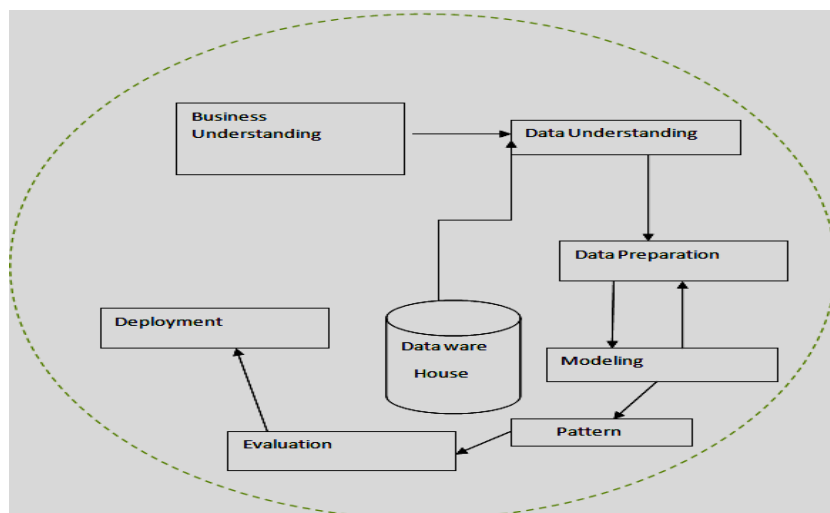 Business
Understanding
Data Understanding
Data Preparation
Deployment
Data ware
House
Modeling
Pattern
Evaluation